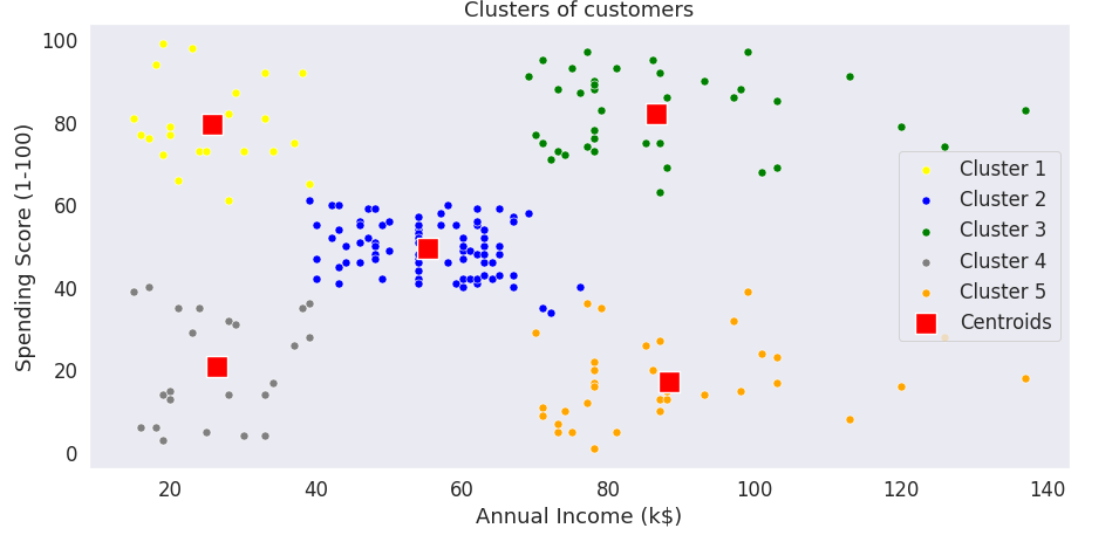 Clusters of customers
100
80
60
40
20
0
Spending Score (1-100)
20 40 60 80 100 120 140
Annual Income (k$)
Cluster 1
Cluster 2
Cluster 3
Cluster 4
Cluster 5
Centroids